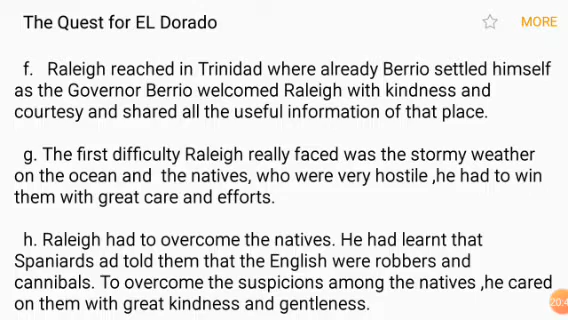 The Quest for EL Dorado
MORE
f. Raleigh reached in Trinidad where already Berrio settled himself
as the Governor Berrio welcomed Raleigh with kindness and
courtesy and shared all the useful information of that place.
g. The first difficulty Raleigh really faced was the stormy weather
on the ocean and the natives, who were very hostile ,he had to win
them with great care and efforts.
h. Raleigh had to overcome the natives. He had learnt that
Spaniards ad told them that the English were robbers and
cannibals. To overcome the suspicions among the natives ,he cared
on them with great kindness and gentleness.